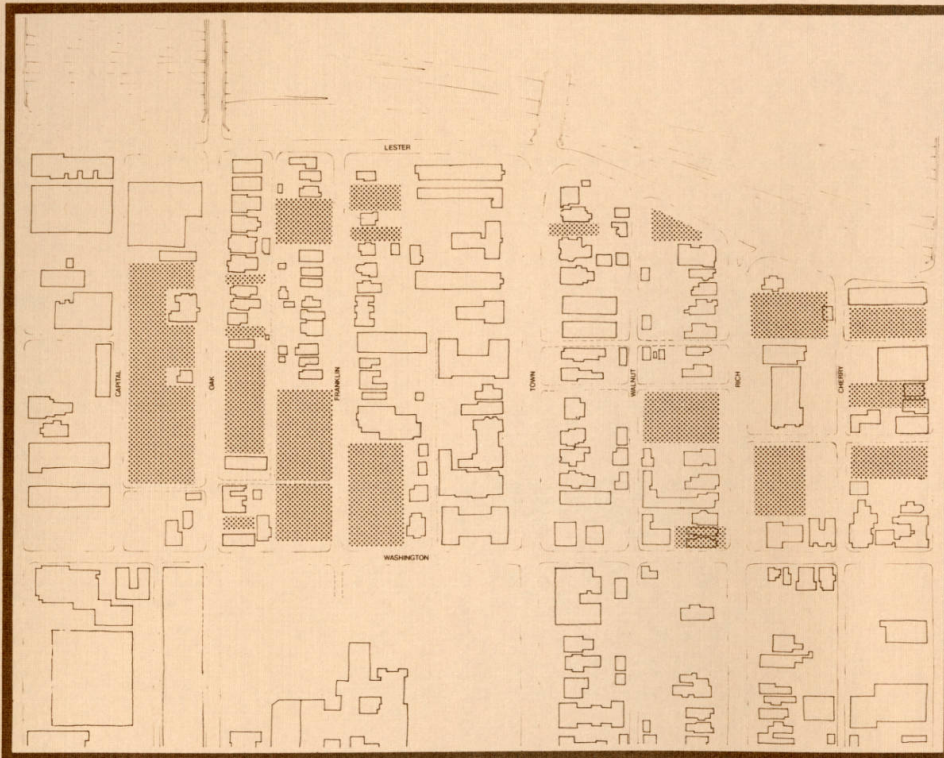 LESTER
CAPITAL
OAK
FRANKLIN
TOWN
WALNUT
RICH
CHERRY
WASHINGTON